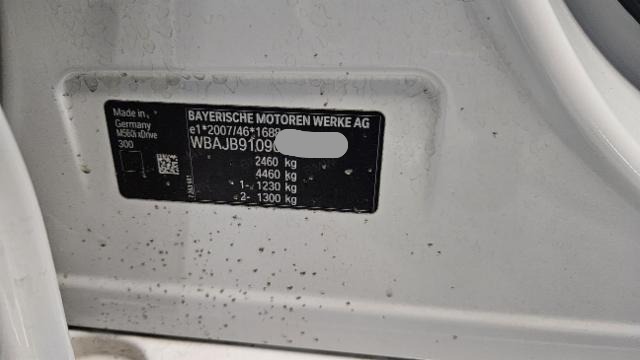 Made in
Germany
M550i xDrive
300
BAYERISCHE MOTOREN WERKE AG
e1*2007/46*1688
WBAJB9109
2460 kg
4460 kg
1- 1230 kg
2- 1300 kg